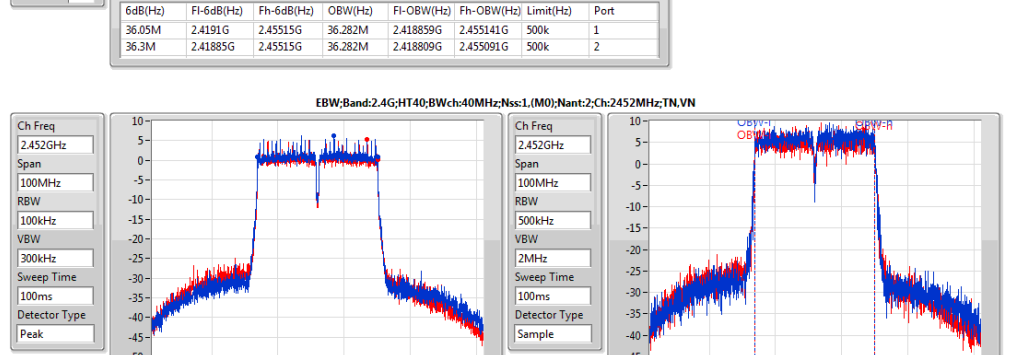 6dB(Hz) Fl-6dB(Hz) Fh-6dB(Hz) OBW(Hz) Fl-OBW(Hz) Fh-OBW(Hz) Limit(Hz) Port
36.05M 2.4191G 2.45515G 36.282M 2.418859G 2.455141G 500k 1
36.3M 2.41885G 2.45515G 36.282M 2.418809G 2.455091G 500k 2
EBW;Band:2.4G;HT40;BWch:40MHz;Nss:1,(M0);Nant:2;Ch:2452MHz;TN,VN
Ch Freq
2.452GHz
Span
100MHz
RBW
100kHz
VBW
300kHz
Sweep Time
100ms
Detector Type
Peak
10
5
0
-5
-10
-15
-20
-25
-30
-35
-40
-45
Ch Freq
2.452GHz
Span
100MHz
RBW
500kHz
VBW
2MHz
Sweep Time
100ms
Detector Type
Sample
10
5
0
-5
-10
-15
-20
-25
-30
-35
-40